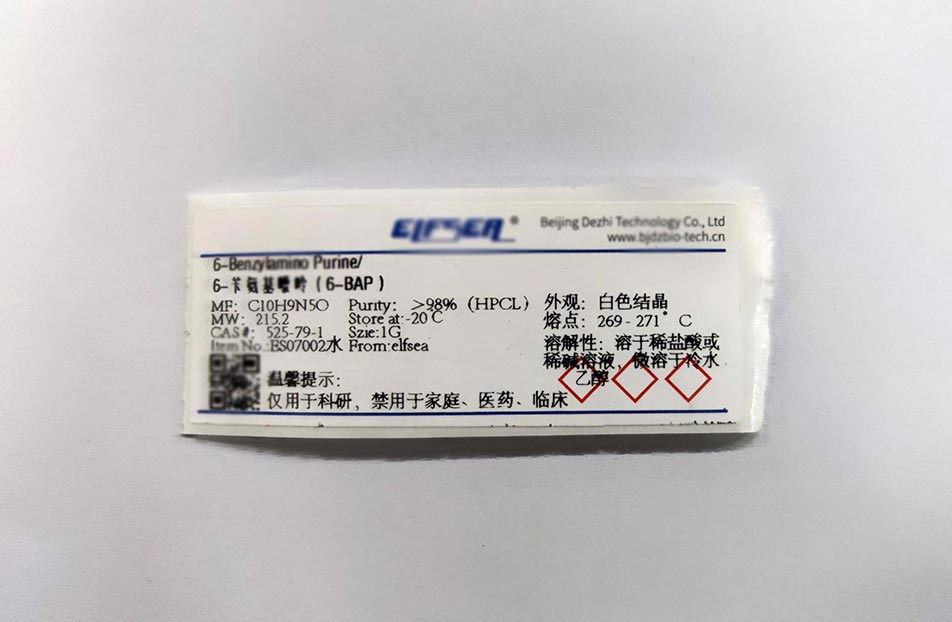 ELFSEA® Beijing Dezhi Technology Co., Ltd
www.bjdzbio-tech.cn
6-Benzylamino Purine/
6-苄氨基嘌呤 ( 6-BAP )
MF: C10H9N5O Purity: >98% (HPCL) 外观: 白色结晶
MW: 215.2 Store at:-20 C 熔点: 269-271° C
CAS#: 525-79-1 Szie:1G 溶解性: 溶于稀盐酸或
Item No.:ES07002水 From:elfsea 稀碱溶液, 微溶于冷水
乙醇
温馨提示:
仅用于科研, 禁用于家庭、医药、临床